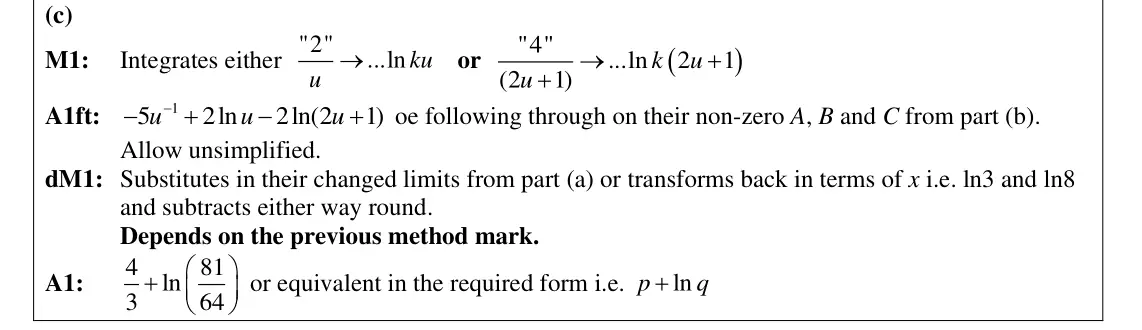 (c)
M1: Integrates either "2"/u → ...ln ku or "4"/(2u + 1) → ...ln k(2u + 1)
A1ft: −5u⁻¹ + 2 ln u − 2 ln(2u + 1) oe following through on their non-zero A, B and C from part (b).
Allow unsimplified.
dM1: Substitutes in their changed limits from part (a) or transforms back in terms of x i.e. ln3 and ln8
and subtracts either way round.
Depends on the previous method mark.
A1: 4/3 + ln(81/64) or equivalent in the required form i.e. p + ln q